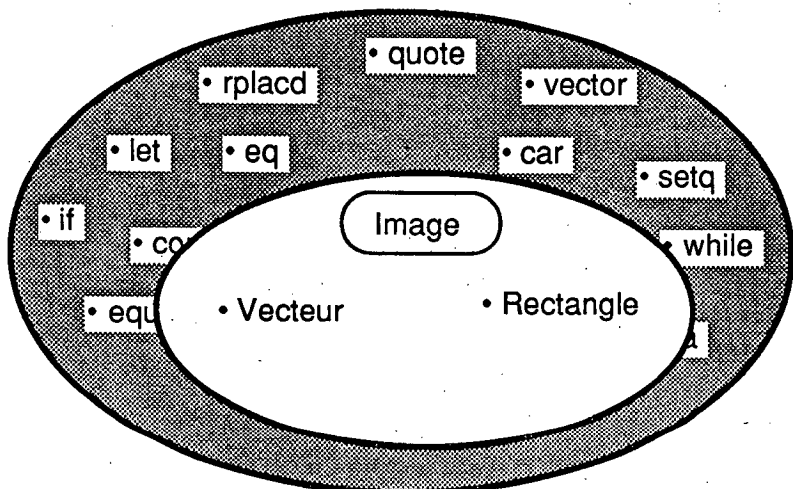 • quote
• rplacd
• vector
• let
• eq
• car
• setq
• if
Image
• while
• Vecteur
• Rectangle